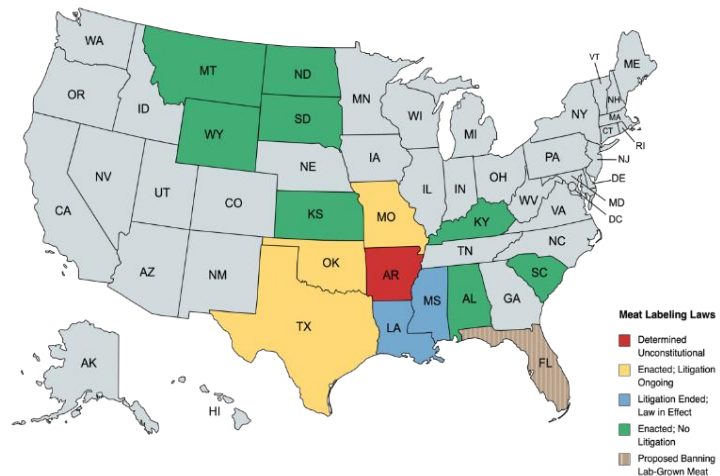 WA
MT
ND
MN
VT
ME
OR
ID
WY
SD
WI
MI
NY
NH
MA
CT
RI
NV
UT
CO
NE
IA
IL
IN
OH
PA
NJ
DE
MD
DC
CA
KS
MO
KY
WV
VA
AZ
NM
OK
AR
TN
NC
SC
TX
LA
MS
AL
GA
FL
AK
HI
Meat Labeling Laws
Determined
Unconstitutional
Enacted; Litigation
Ongoing
Litigation Ended;
Law in Effect
Enacted; No
Litigation
Proposed Banning
Lab-Grown Meat